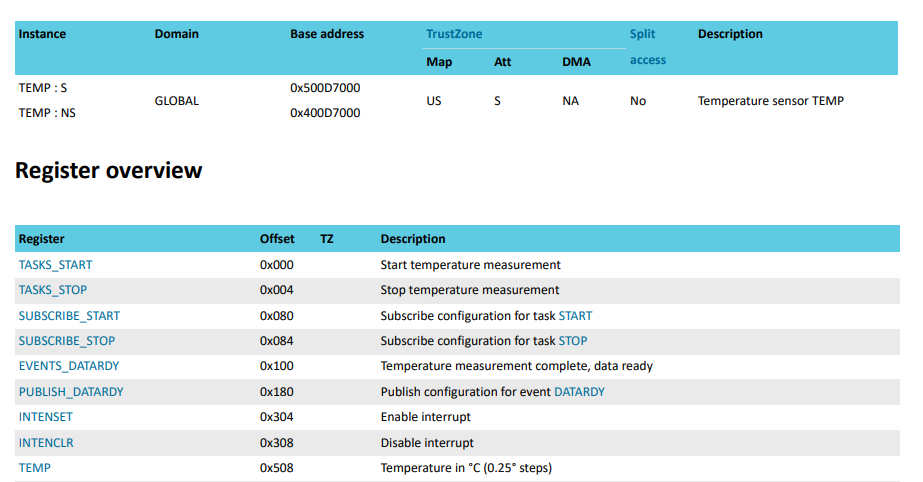 Instance Domain Base address TrustZone Split Description
Map Att DMA access
TEMP : S 0x500D7000
GLOBAL US S NA No Temperature sensor TEMP
TEMP : NS 0x400D7000
Register overview
Register Offset TZ Description
TASKS_START 0x000 Start temperature measurement
TASKS_STOP 0x004 Stop temperature measurement
SUBSCRIBE_START 0x080 Subscribe configuration for task START
SUBSCRIBE_STOP 0x084 Subscribe configuration for task STOP
EVENTS_DATARDY 0x100 Temperature measurement complete, data ready
PUBLISH_DATARDY 0x180 Publish configuration for event DATARDY
INTENSET 0x304 Enable interrupt
INTENCLR 0x308 Disable interrupt
TEMP 0x508 Temperature in °C (0.25° steps)